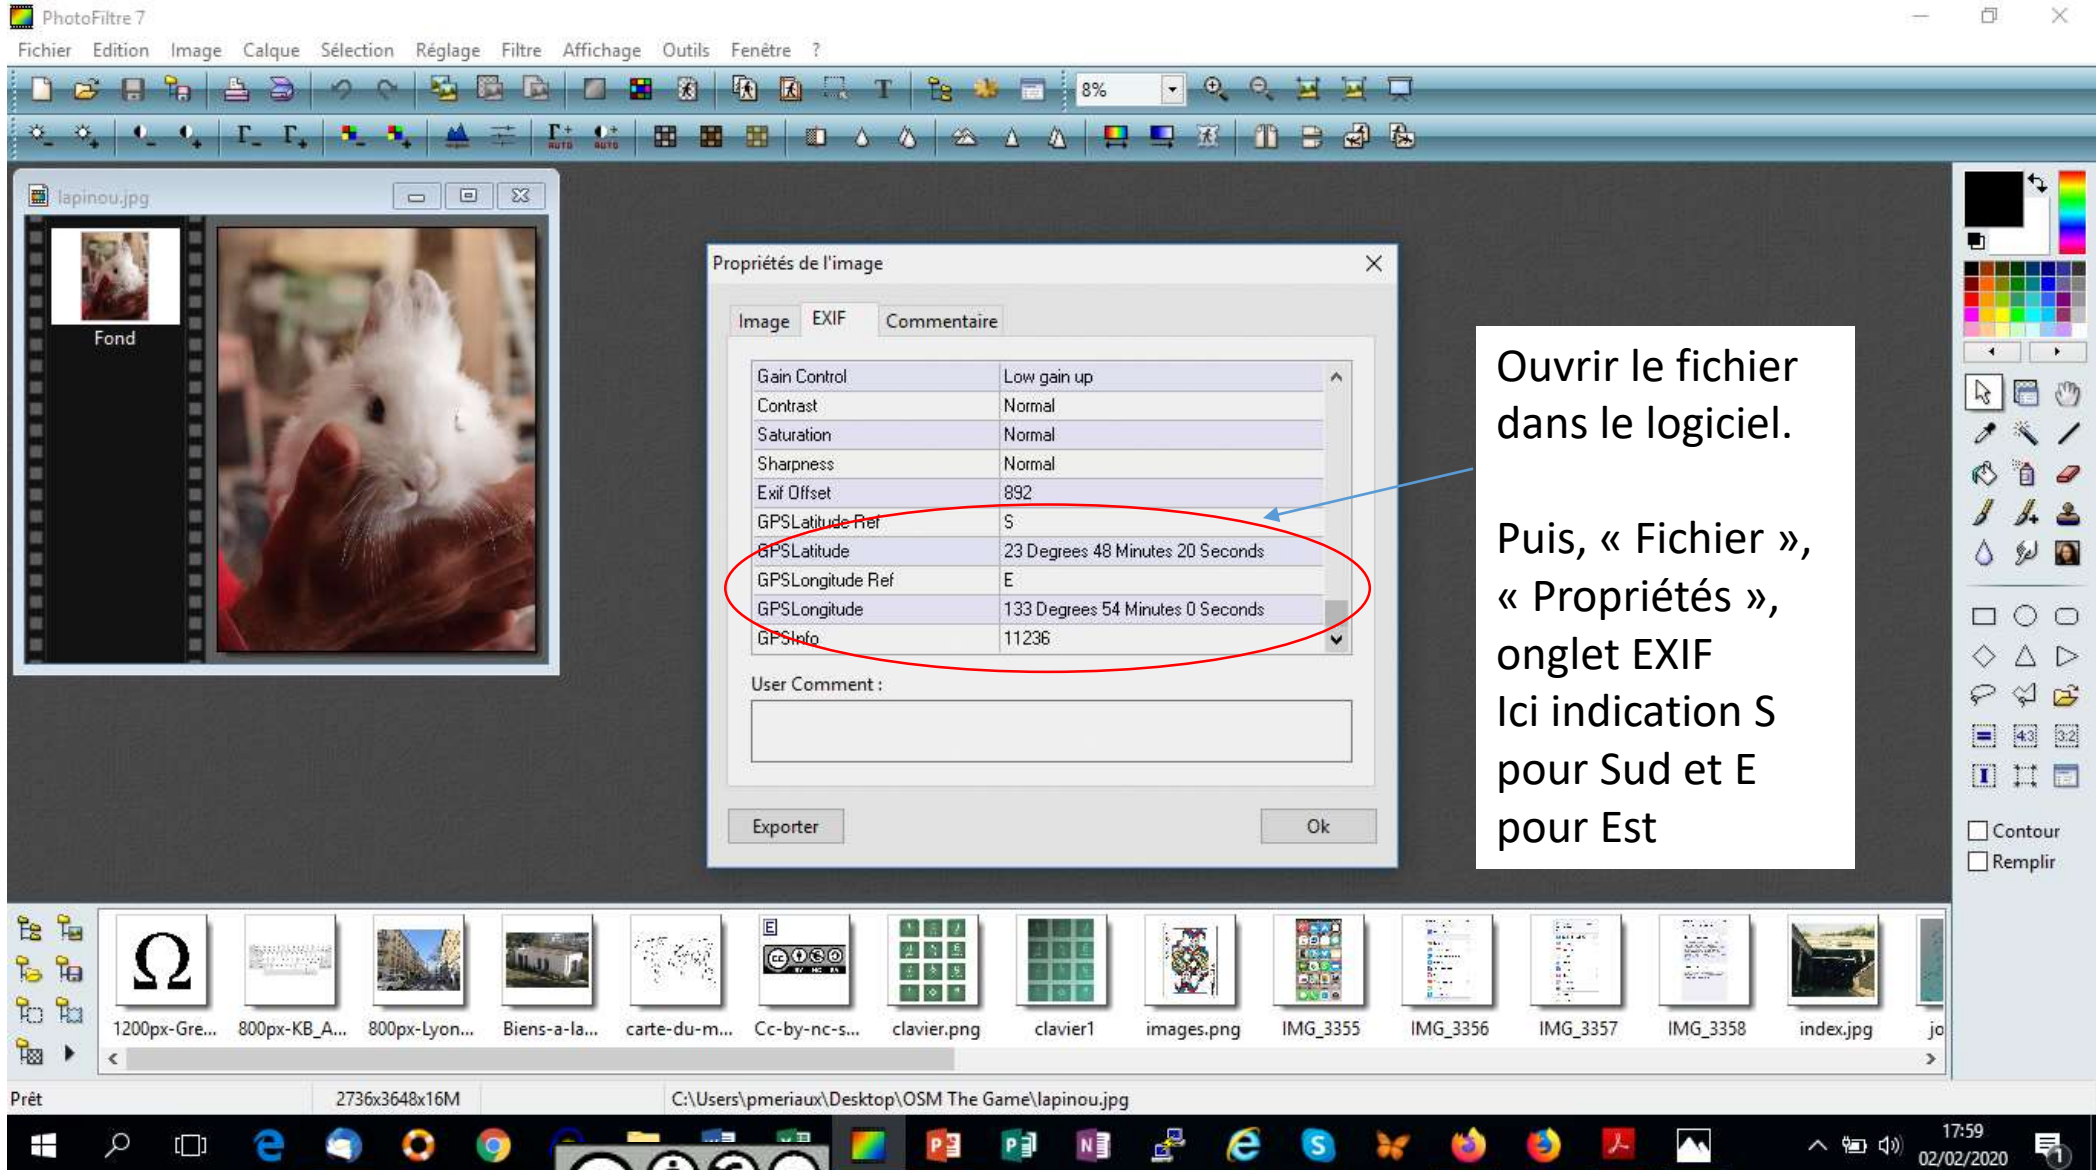 PhotoFiltre 7
Fichier Edition Image Calque Sélection Réglage Filtre Affichage Outils Fenêtre ?
8%
lapinou.jpg
Fond
Propriétés de l'image
Image EXIF Commentaire
Gain Control Low gain up
Contrast Normal
Saturation Normal
Sharpness Normal
Exif Offset 892
GPSLatitude Ref S
GPSLatitude 23 Degrees 48 Minutes 20 Seconds
GPSLongitude Ref E
GPSLongitude 133 Degrees 54 Minutes 0 Seconds
GPSInfo 11236
User Comment :
Exporter Ok
Ouvrir le fichier
dans le logiciel.
Puis, « Fichier »,
« Propriétés »,
onglet EXIF
Ici indication S
pour Sud et E
pour Est
4:3 3:2
Contour
Remplir
1200px-Gre... 800px-KB_A... 800px-Lyon... Biens-a-la... carte-du-m... Cc-by-nc-s... clavier.png clavier1 images.png IMG_3355 IMG_3356 IMG_3357 IMG_3358 index.jpg jo
Prêt 2736x3648x16M C:\Users\pmeriaux\Desktop\OSM The Game\lapinou.jpg
17:59
02/02/2020